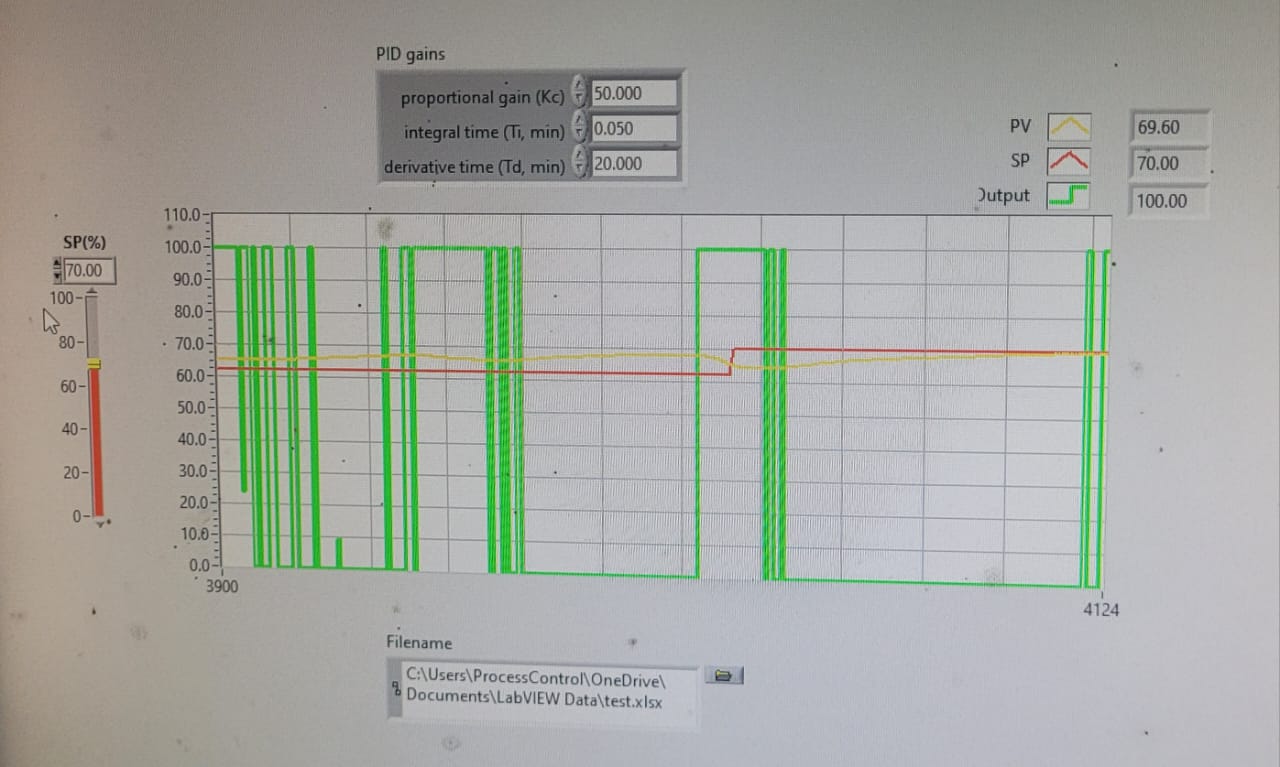 PID gains
proportional gain (Kc) 50.000
integral time (Ti, min) 0.050
derivative time (Td, min) 20.000
PV 69.60
SP 70.00
Output 100.00
SP(%)
70.00
100
80
60
40
20
0
110.0
100.0
90.0
80.0
70.0
60.0
50.0
40.0
30.0
20.0
10.0
0.0
3900
4124
Filename
C:\Users\ProcessControl\OneDrive\
Documents\LabVIEW Data\test.xlsx